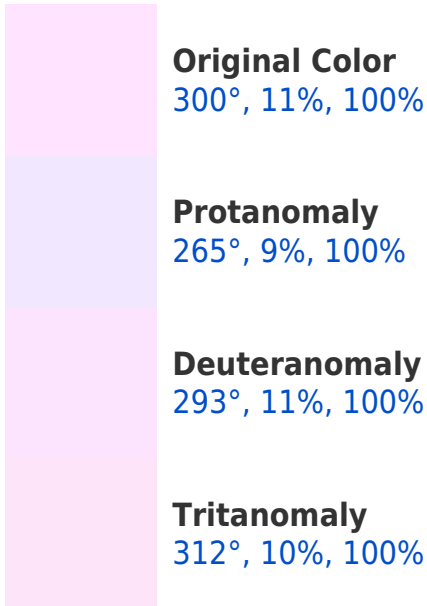 Original Color
300°, 11%, 100%
Protanomaly
265°, 9%, 100%
Deuteranomaly
293°, 11%, 100%
Tritanomaly
312°, 10%, 100%